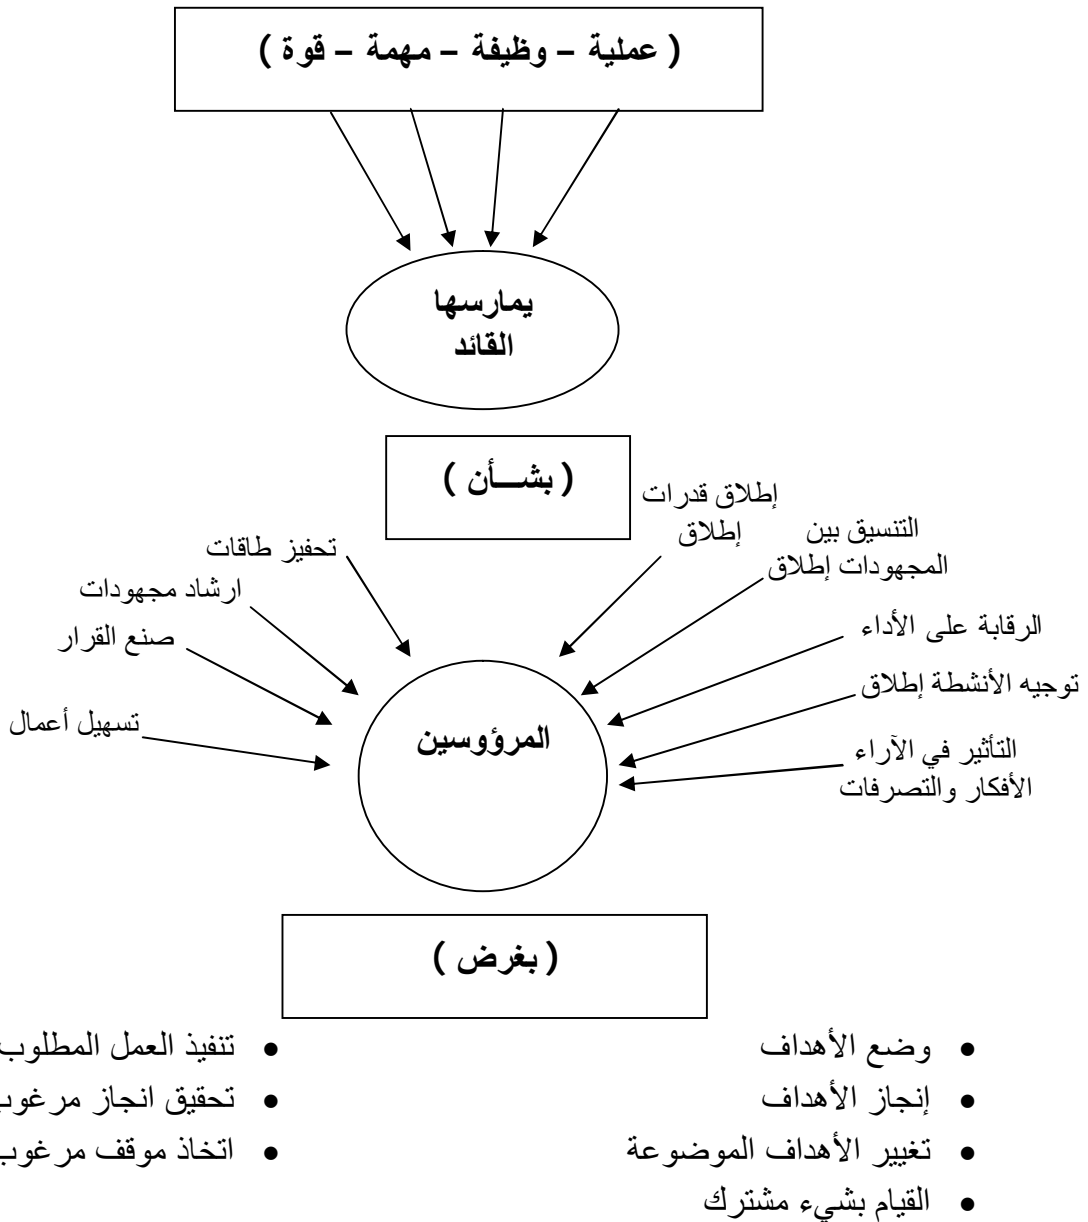 ( عملية – وظيفة – مهمة – قوة )
يمارسها
القائد
( بشـــأن )
إطلاق قدرات
إطلاق
التنسيق بين
المجهودات إطلاق
الرقابة على الأداء
توجيه الأنشطة إطلاق
التأثير في الآراء
الأفكار والتصرفات
تحفيز طاقات
ارشاد مجهودات
صنع القرار
تسهيل أعمال
المرؤوسين
( بغرض )
• وضع الأهداف
• إنجاز الأهداف
• تغيير الأهداف الموضوعة
• القيام بشيء مشترك
• تنفيذ العمل المطلوب
• تحقيق انجاز مرغوب
• اتخاذ موقف مرغوب